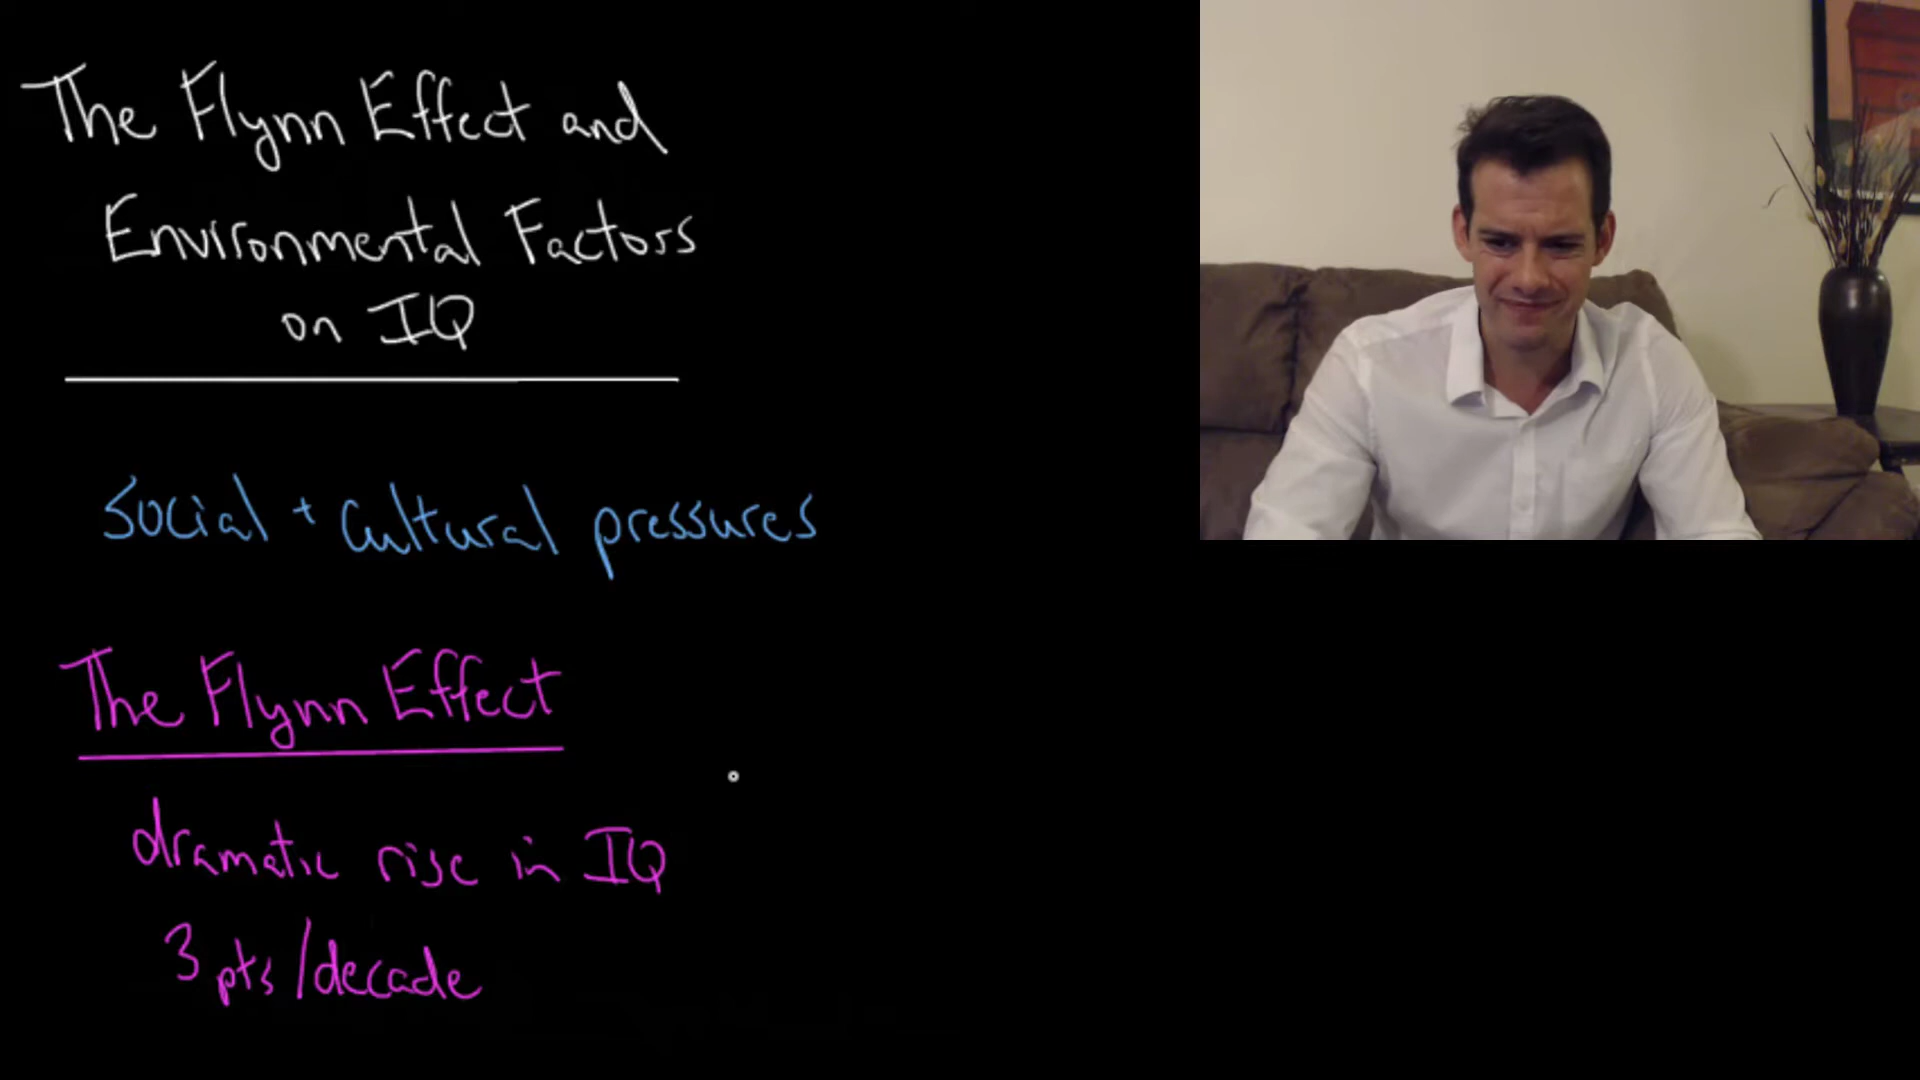 The Flynn Effect and
Environmental Factors
on IQ
Social + Cultural pressures
The Flynn Effect
dramatic rise in IQ
3 pts/decade